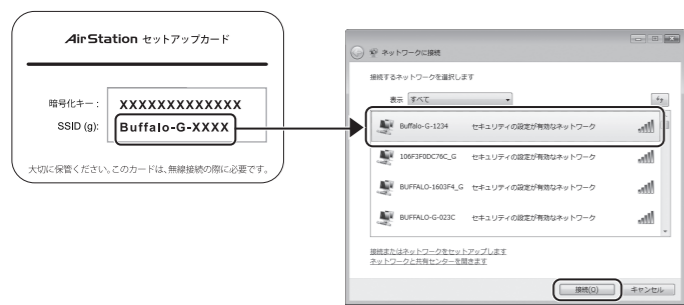 AirStation セットアップカード
暗号化キー： XXXXXXXXXXXXX
SSID (g): Buffalo-G-XXXX
大切に保管ください。このカードは、無線接続の際に必要です。
ネットワークに接続
接続するネットワークを選択します
表示 すべて
Buffalo-G-1234 セキュリティの設定が有効なネットワーク
106F3F0DC76C_G セキュリティの設定が有効なネットワーク
BUFFALO-1603F4_G セキュリティの設定が有効なネットワーク
BUFFALO-G-023C セキュリティの設定が有効なネットワーク
接続またはネットワークをセットアップします
ネットワークと共有センターを開きます
接続(O) キャンセル